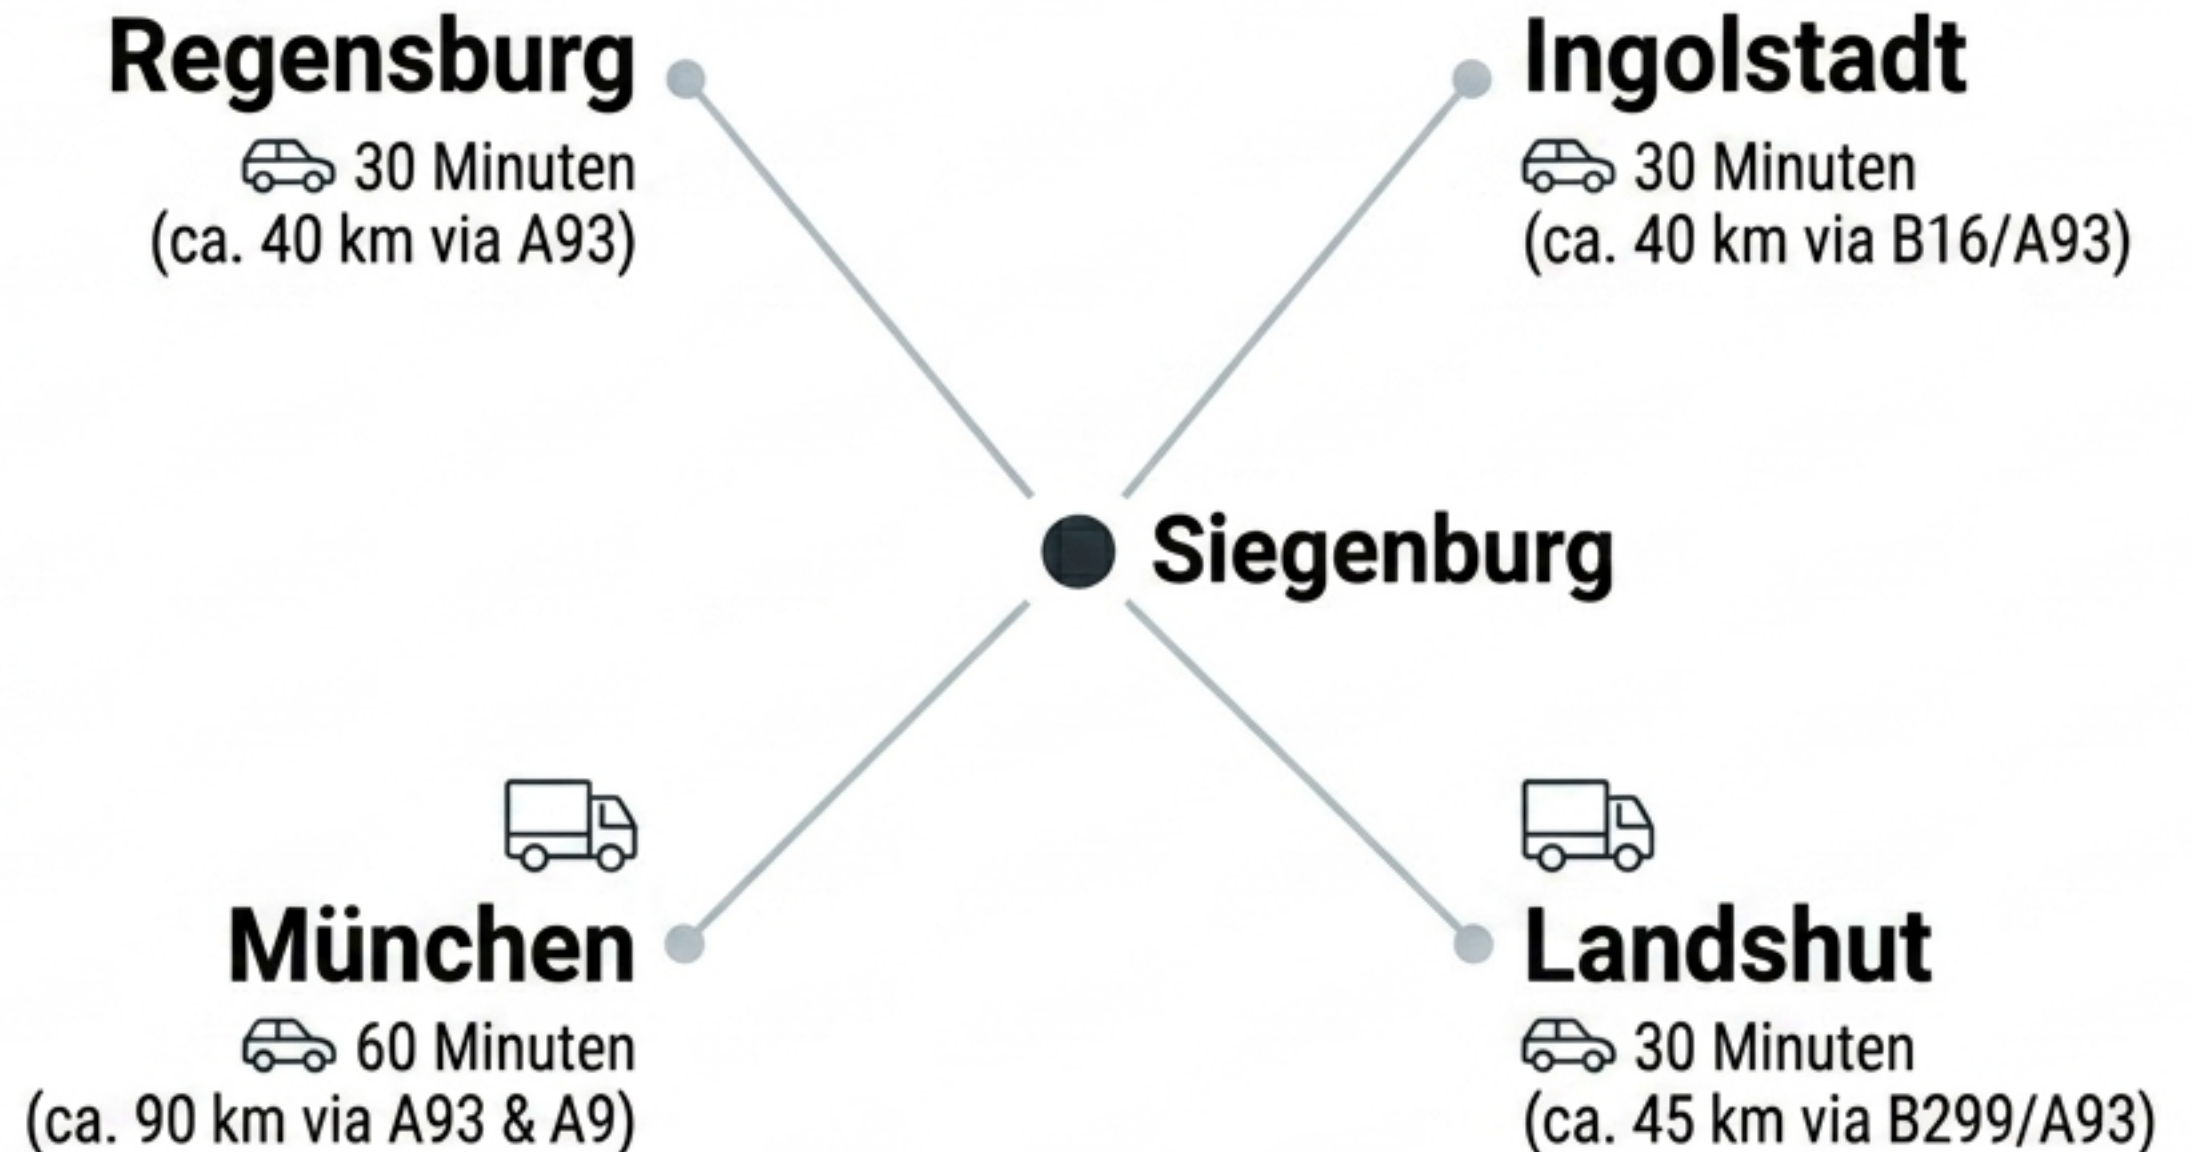 Regensburg
30 Minuten
(ca. 40 km via A93)
Ingolstadt
30 Minuten
(ca. 40 km via B16/A93)
Siegenburg
München
60 Minuten
(ca. 90 km via A93 & A9)
Landshut
30 Minuten
(ca. 45 km via B299/A93)